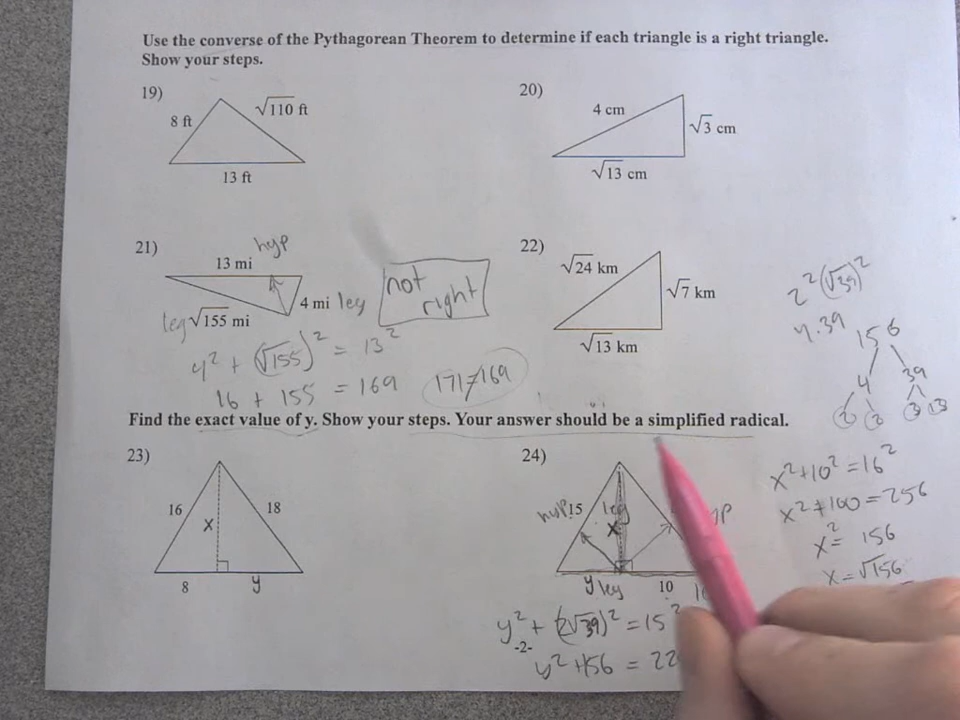 Use the converse of the Pythagorean Theorem to determine if each triangle is a right triangle.
Show your steps.
19)
8 ft
√110 ft
13 ft
20)
4 cm
√3 cm
√13 cm
21)
hyp
13 mi
4 mi leg
leg √155 mi
not
right
4² + (√155)² = 13²
16 + 155 = 169
171≠169
22)
√24 km
√7 km
√13 km
2²(√39)²
4·39
156
4 39
2 2 3 13
Find the exact value of y. Show your steps. Your answer should be a simplified radical.
23)
16
x
18
8
y
24)
hyp 15
leg
x
y leg
10
x²+10²=16²
x²+100=256
x²= 156
x=√156
y² + (2√39)² = 15²
-2-
y²+156 = 22